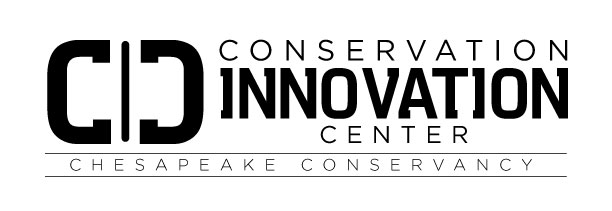 C|C
CONSERVATION
INNOVATION
CENTER
CHESAPEAKE CONSERVANCY